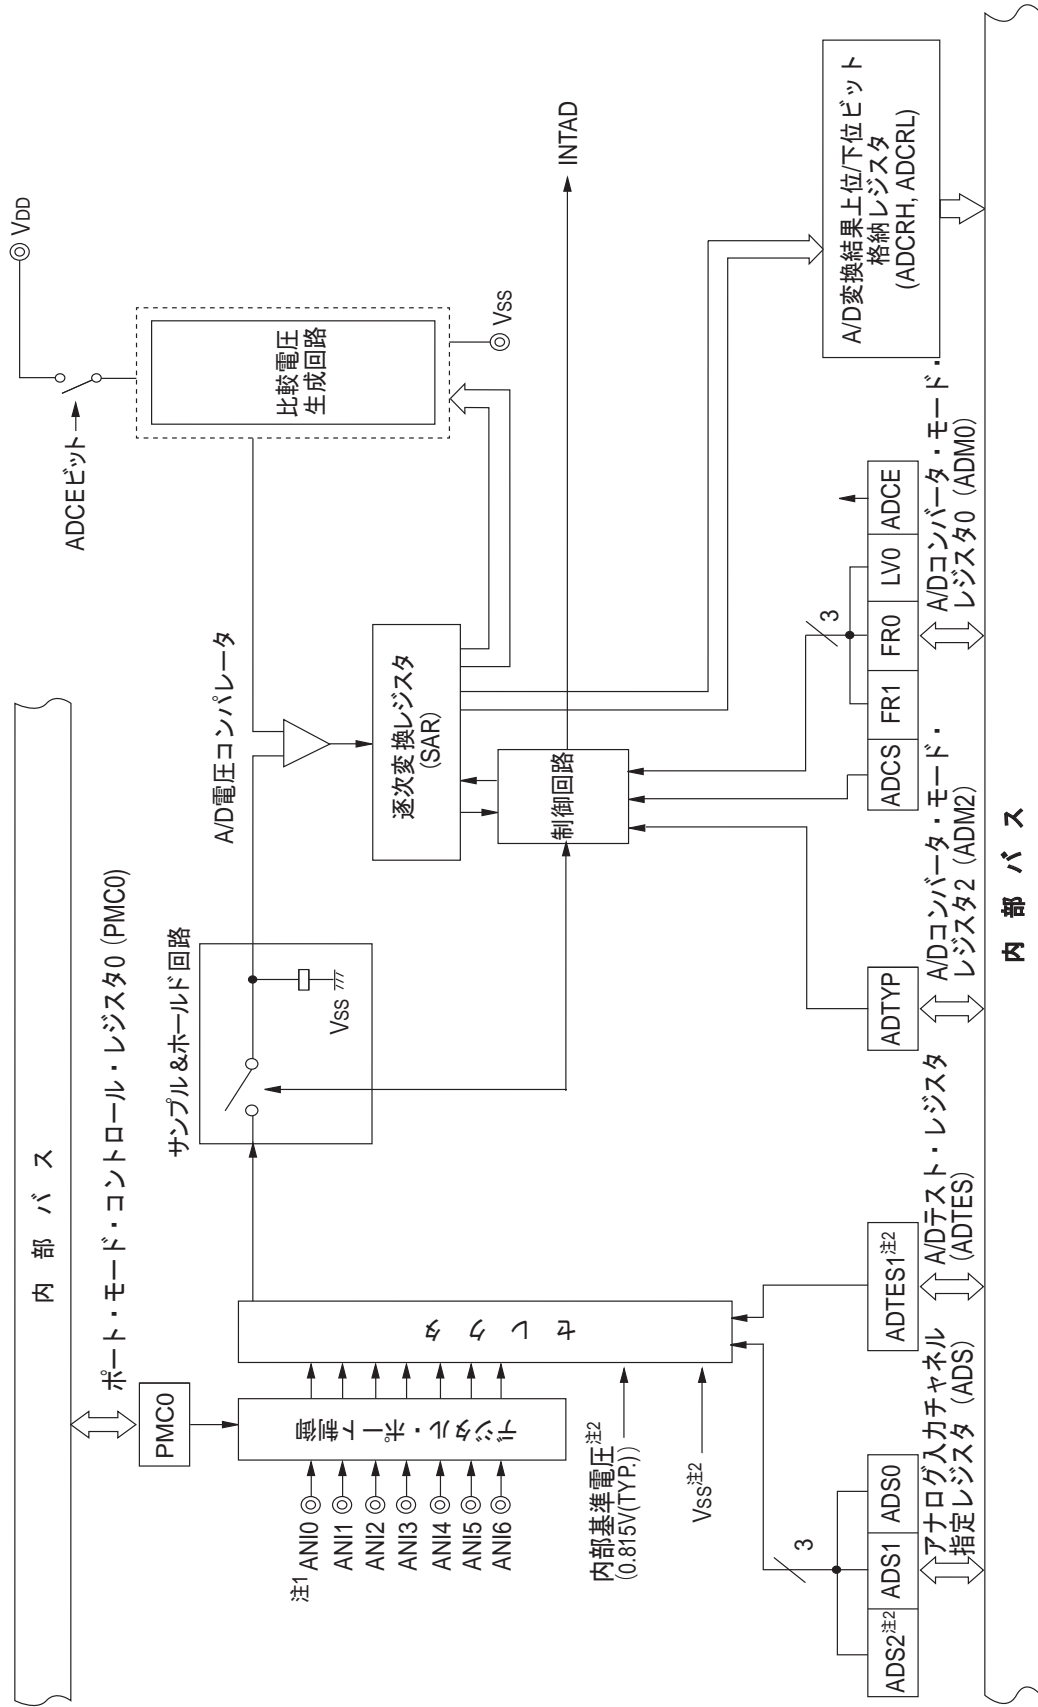 内 部 バ ス
ポート・モード・コントロール・レジスタ0 (PMC0)
PMC0
注1
ANI0
ANI1
ANI2
ANI3
ANI4
ANI5
ANI6
デジタル・ポート制御
セ レ ク タ
内部基準電圧注2
(0.815V(TYP.))
VSS注2
サンプル&ホールド回路
VSS
A/D電圧コンパレータ
逐次変換レジスタ
(SAR)
制御回路
ADCEビット
VDD
比較電圧
生成回路
VSS
INTAD
A/D変換結果上位/下位ビット
格納レジスタ
(ADCRH, ADCRL)
3
ADS2注2
ADS1
ADS0
アナログ入力チャネル
指定レジスタ (ADS)
ADTES1注2
A/Dテスト・レジスタ
(ADTES)
ADTYP
A/Dコンバータ・モード・
レジスタ2 (ADM2)
3
ADCS
FR1
FR0
LV0
ADCE
A/Dコンバータ・モード・
レジスタ0 (ADM0)
内 部 バ ス